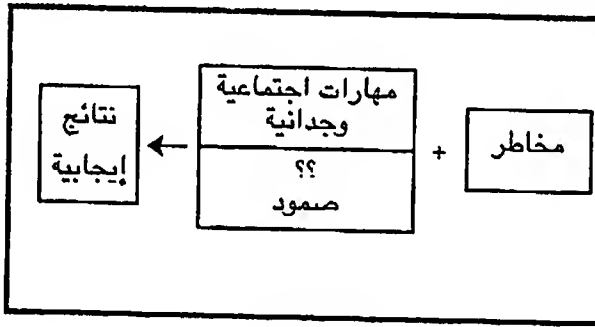 مخاطر
+
مهارات اجتماعية
وجدانية
؟؟
صمود
نتائج
إيجابية